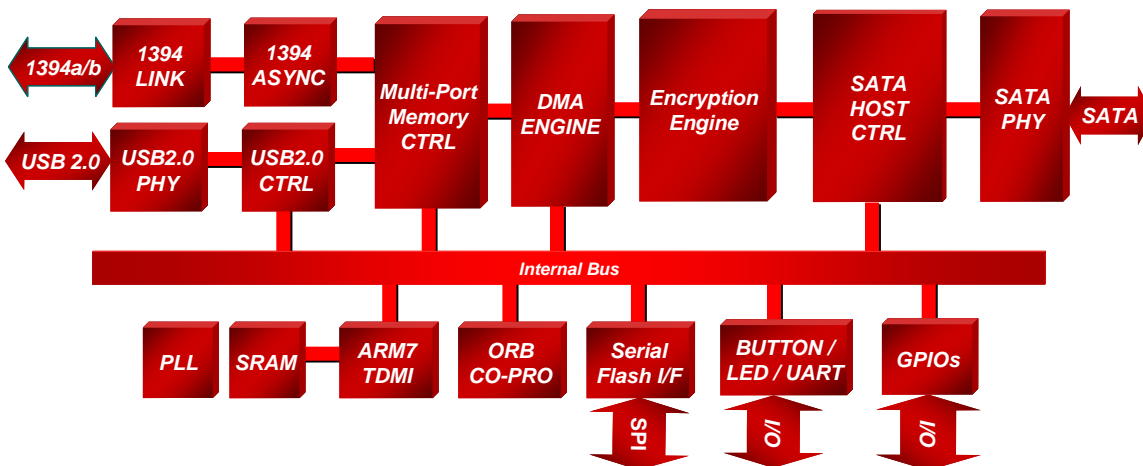 1394a/b
1394
LINK
1394
ASYNC
Multi-Port
Memory
CTRL
DMA
ENGINE
Encryption
Engine
SATA
HOST
CTRL
SATA
PHY
SATA
USB 2.0
USB2.0
PHY
USB2.0
CTRL
Internal Bus
PLL
SRAM
ARM7
TDMI
ORB
CO-PRO
Serial
Flash I/F
BUTTON /
LED / UART
GPIOs
SPI
I/O
I/O